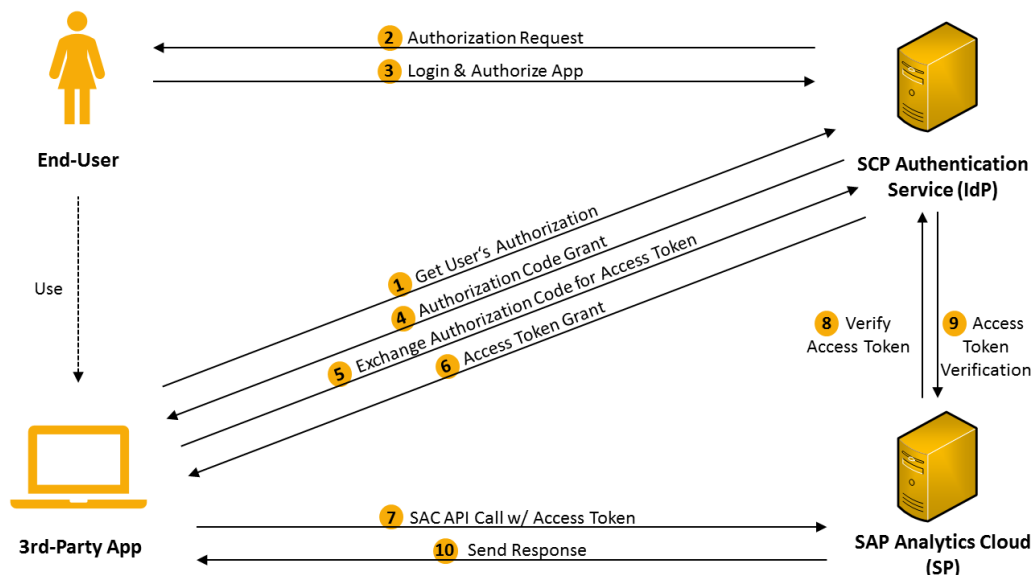 2 Authorization Request
3 Login & Authorize App
End-User
SCP Authentication
Service (IdP)
Use
1 Get User‘s Authorization
4 Authorization Code Grant
5 Exchange Authorization Code for Access Token
6 Access Token Grant
8 Verify
Access Token
9 Access
Token
Verification
7 SAC API Call w/ Access Token
10 Send Response
3rd-Party App
SAP Analytics Cloud
(SP)